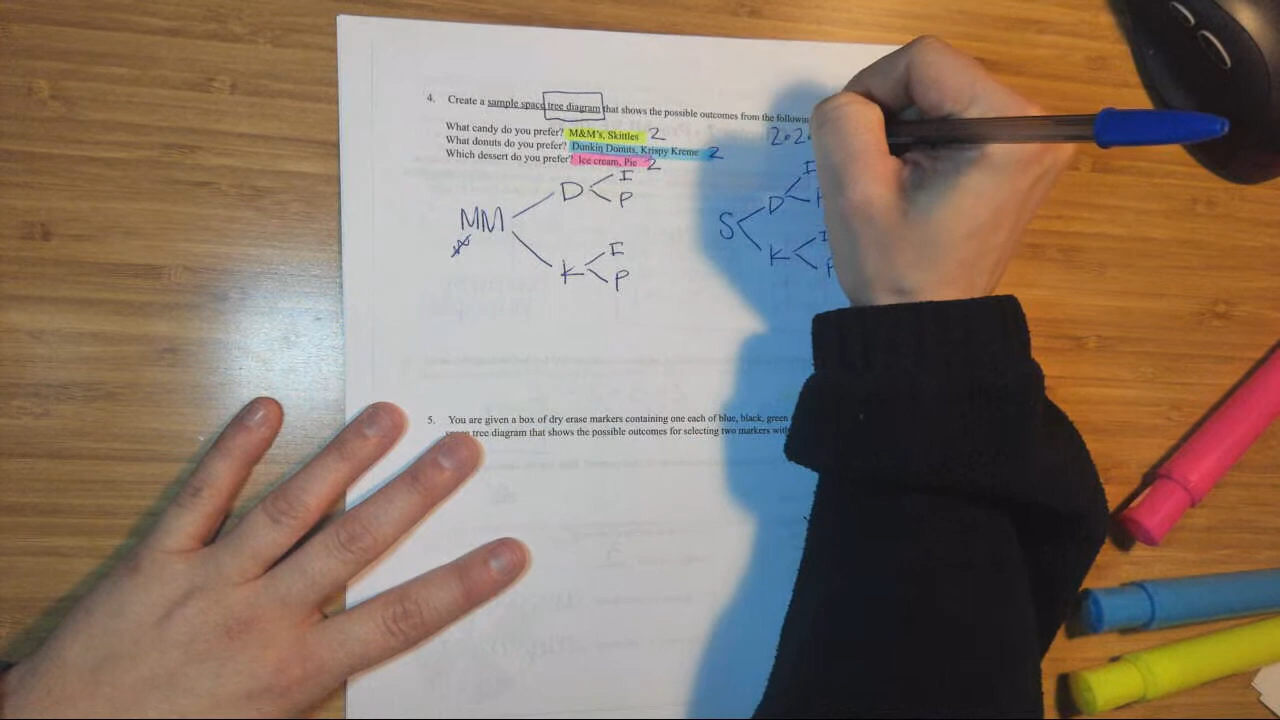 4. Create a sample space tree diagram that shows the possible outcomes from the
What candy do you prefer? M&M's, Skittles 2
What donuts do you prefer? Dunkin Donuts, Krispy Kreme 2
Which dessert do you prefer? Ice cream, Pie 2
2·2·
MM D I P
K I P
S D I
K I P
5. You are given a box of dry erase markers containing one each of blue, black, green
tree diagram that shows the possible outcomes for selecting two markers